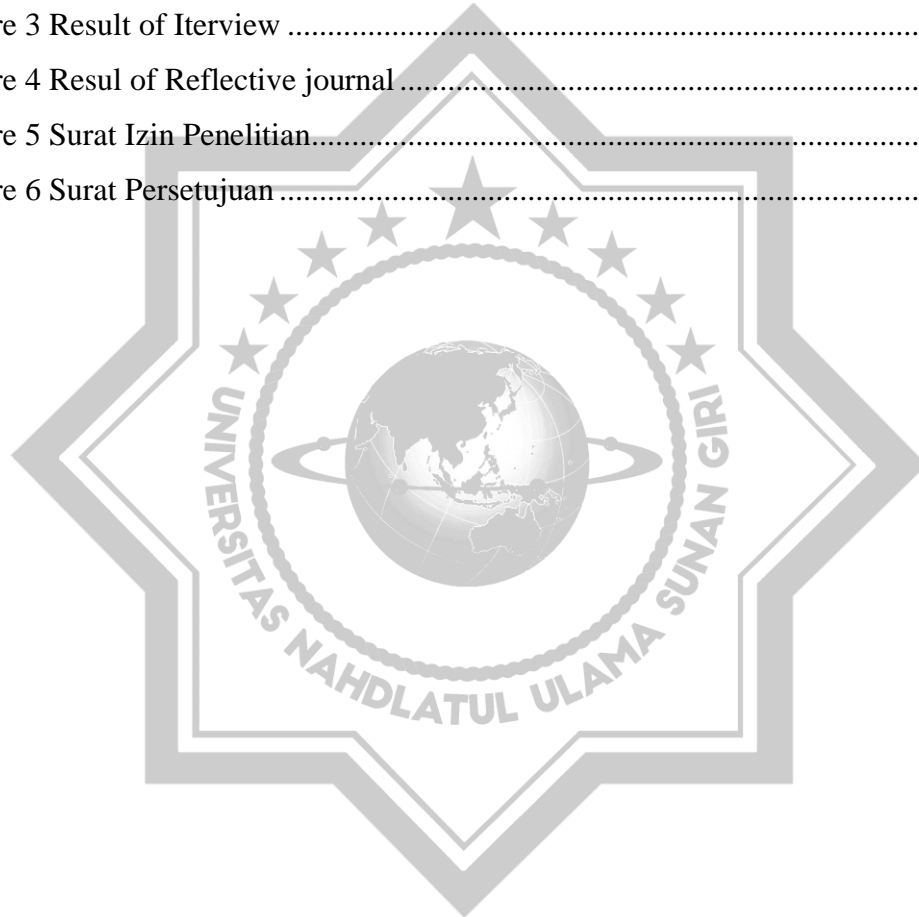 re 3 Result of Iterview ................................................................................
re 4 Resul of Reflective journal ..................................................................
re 5 Surat Izin Penelitian.............................................................................
re 6 Surat Persetujuan .................................................................................
UNIVERSITAS NAHDLATUL ULAMA SUNAN GIRI